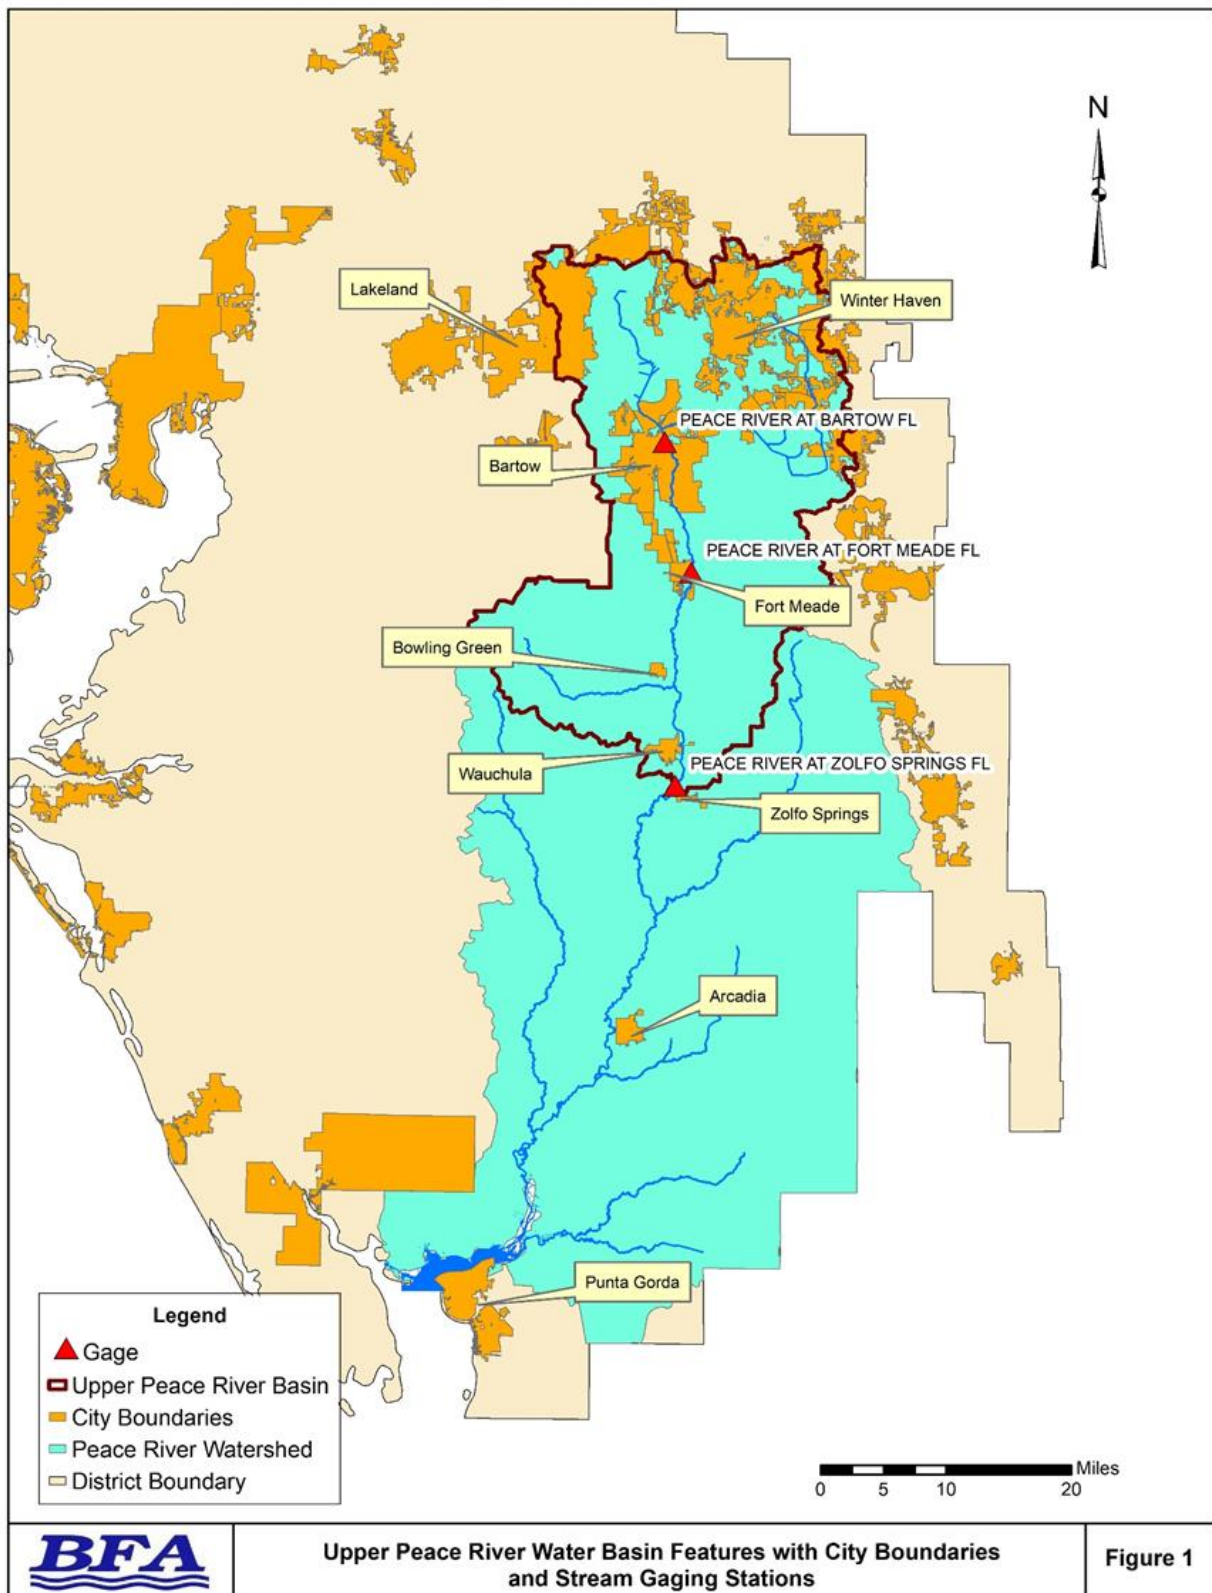 N
Lakeland
Winter Haven
PEACE RIVER AT BARTOW FL
Bartow
PEACE RIVER AT FORT MEADE FL
Fort Meade
Bowling Green
Wauchula
PEACE RIVER AT ZOLFO SPRINGS FL
Zolfo Springs
Arcadia
Punta Gorda
Legend
Gage
Upper Peace River Basin
City Boundaries
Peace River Watershed
District Boundary
Miles
0 5 10 20
BFA
Upper Peace River Water Basin Features with City Boundaries
and Stream Gaging Stations
Figure 1